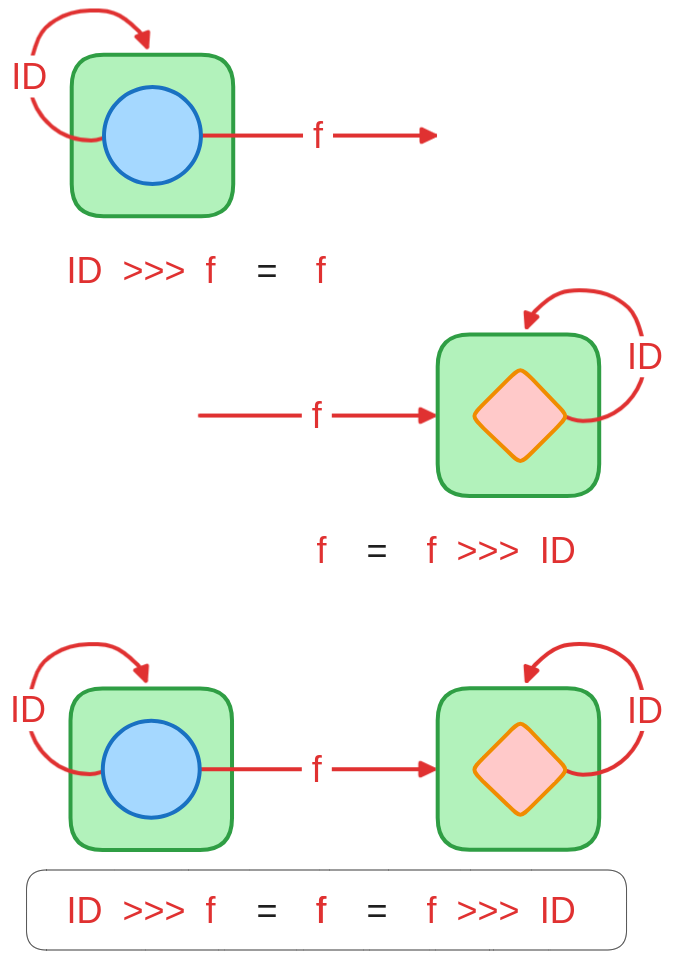 ID
f
ID >>> f = f
ID
f
f = f >>> ID
ID
f
ID
ID >>> f = f = f >>> ID